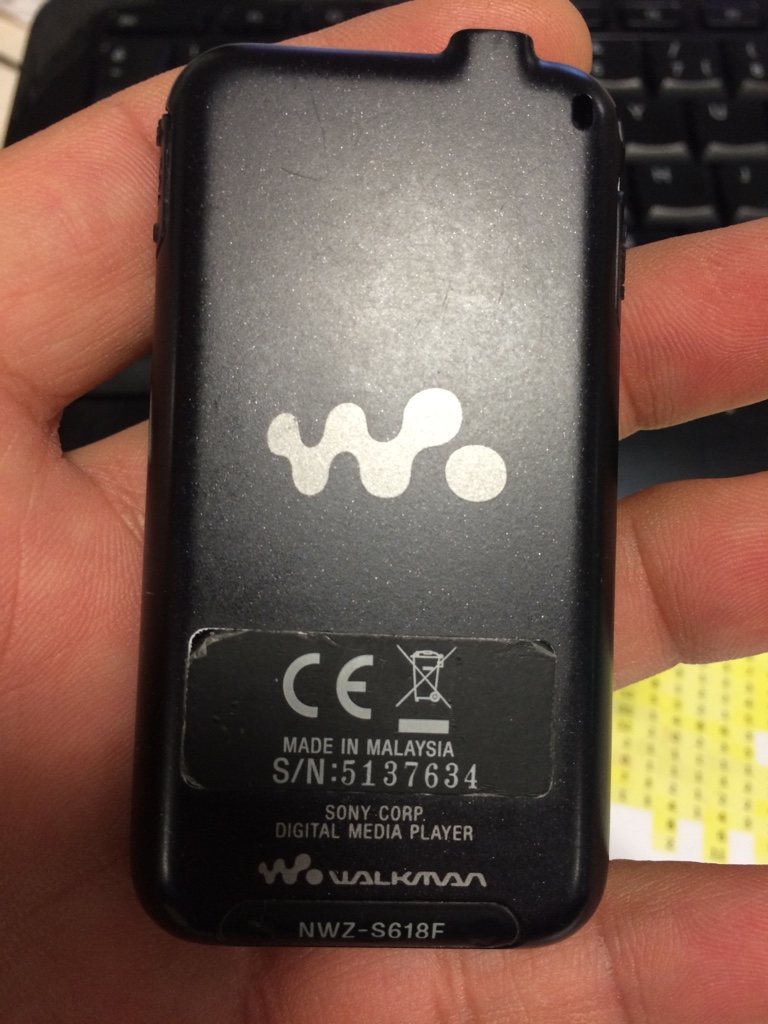 CE
MADE IN MALAYSIA
S/N:5137634
SONY CORP.
DIGITAL MEDIA PLAYER
W. WALKMAN
NWZ-S618F